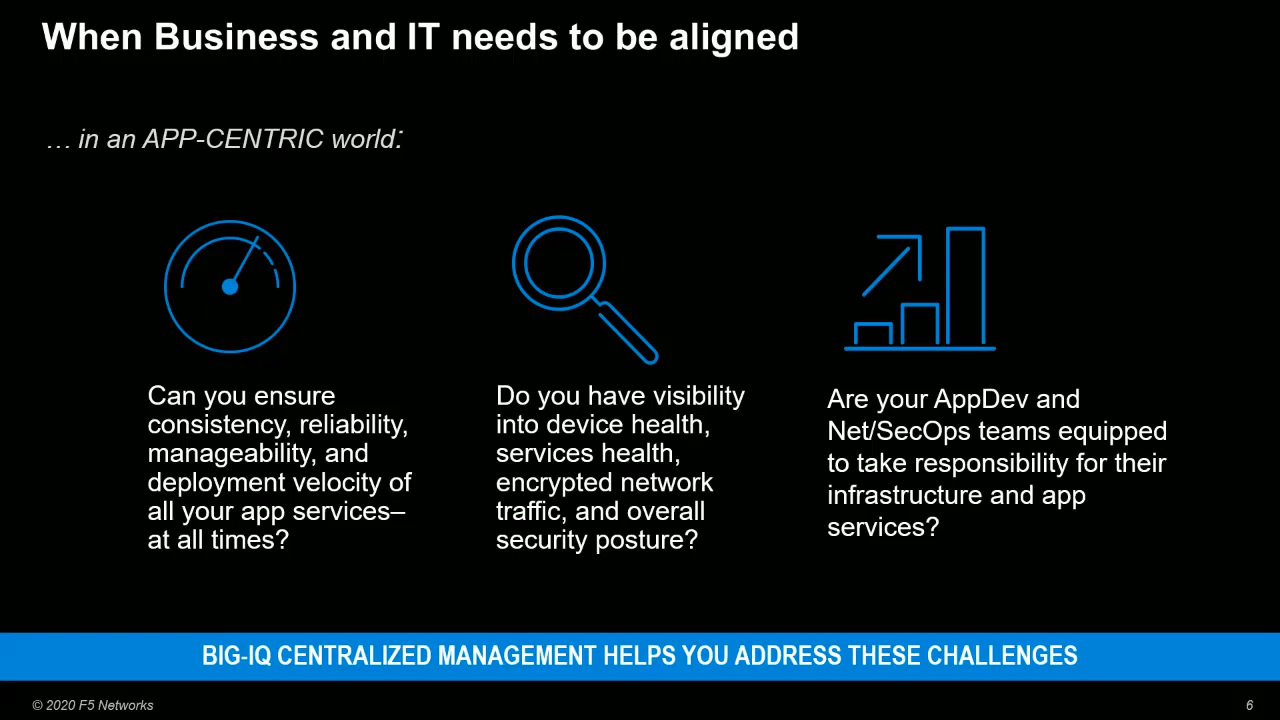 When Business and IT needs to be aligned
… in an APP-CENTRIC world:
Can you ensure
consistency, reliability,
manageability, and
deployment velocity of
all your app services–
at all times?
Do you have visibility
into device health,
services health,
encrypted network
traffic, and overall
security posture?
Are your AppDev and
Net/SecOps teams equipped
to take responsibility for their
infrastructure and app
services?
BIG-IQ CENTRALIZED MANAGEMENT HELPS YOU ADDRESS THESE CHALLENGES
© 2020 F5 Networks
6